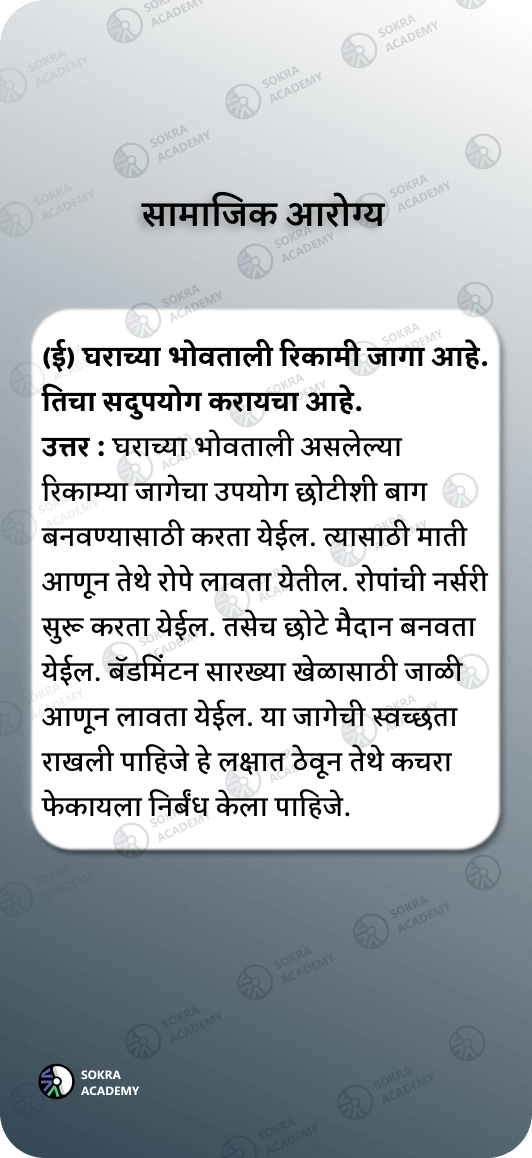 सामाजिक आरोग्य
(ई) घराच्या भोवताली रिकामी जागा आहे.
तिचा सदुपयोग करायचा आहे.
उत्तर : घराच्या भोवताली असलेल्या
रिकाम्या जागेचा उपयोग छोटीशी बाग
बनवण्यासाठी करता येईल. त्यासाठी माती
आणून तेथे रोपे लावता येतील. रोपांची नर्सरी
सुरू करता येईल. तसेच छोटे मैदान बनवता
येईल. बॅडमिंटन सारख्या खेळासाठी जाळी
आणून लावता येईल. या जागेची स्वच्छता
राखली पाहिजे हे लक्षात ठेवून तेथे कचरा
फेकायला निर्बंध केला पाहिजे.
SOKRA
ACADEMY